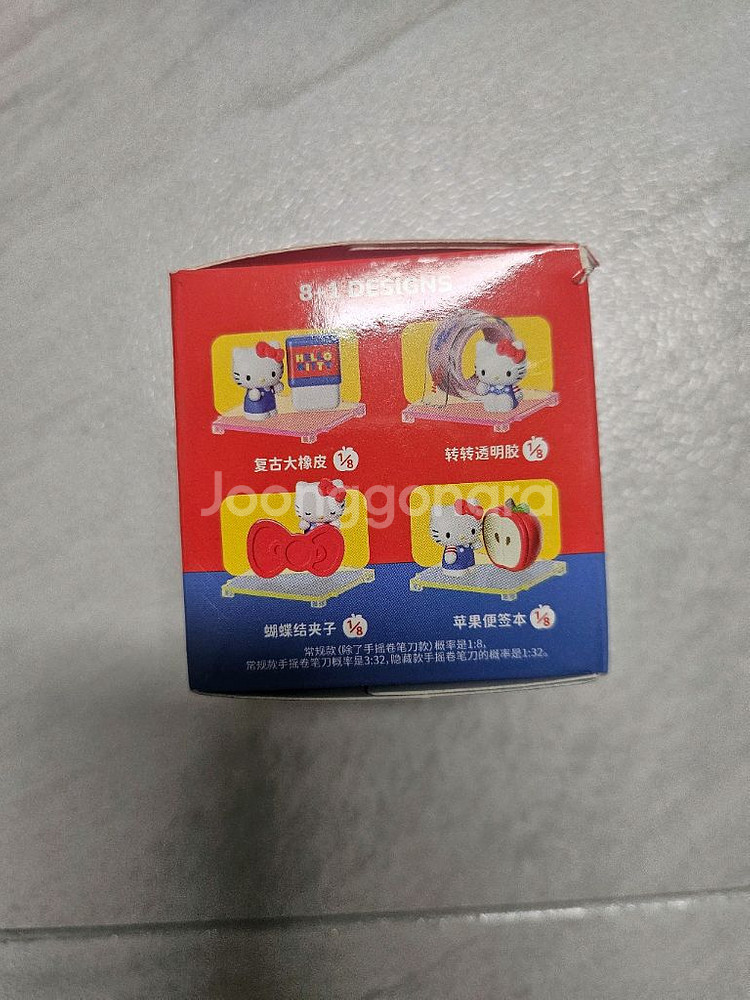 8+1 DESIGNS
HELLO
KITTY
复古大橡皮 1/8
转转透明胶 1/8
Joonggonara
蝴蝶结夹子 1/8
苹果便签本 1/8
常规款(除了手摇卷笔刀款)概率是1:8,
常规款手摇卷笔刀概率是3:32,隐藏款手摇卷笔刀的概率是1:32。